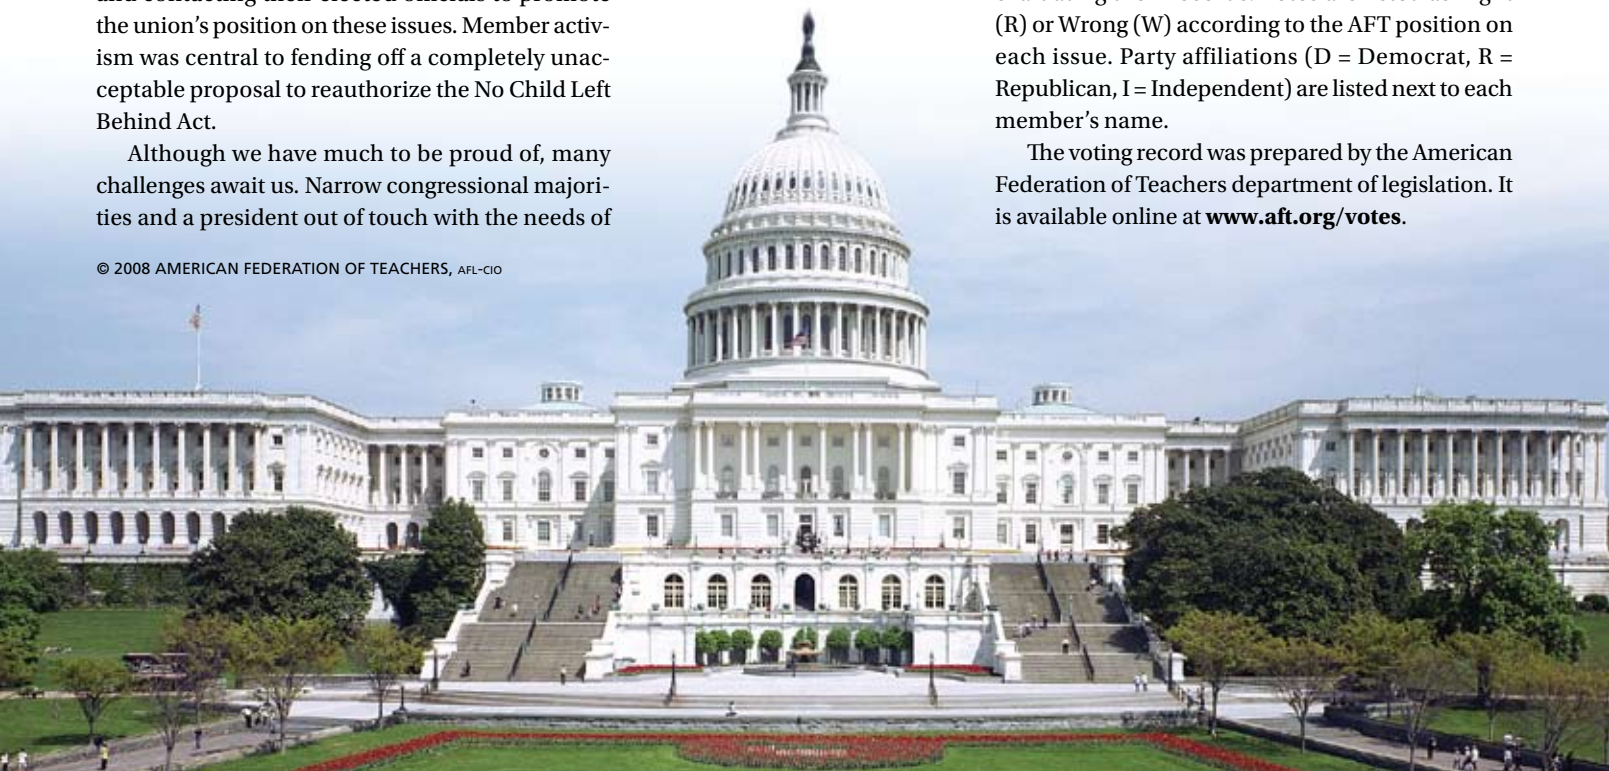 the union’s position on these issues. Member activ-
ism was central to fending off a completely unac-
ceptable proposal to reauthorize the No Child Left
Behind Act.
Although we have much to be proud of, many
challenges await us. Narrow congressional majori-
ties and a president out of touch with the needs of
© 2008 AMERICAN FEDERATION OF TEACHERS, AFL-CIO
(R) or Wrong (W) according to the AFT position on
each issue. Party affiliations (D = Democrat, R =
Republican, I = Independent) are listed next to each
member’s name.
The voting record was prepared by the American
Federation of Teachers department of legislation. It
is available online at www.aft.org/votes.